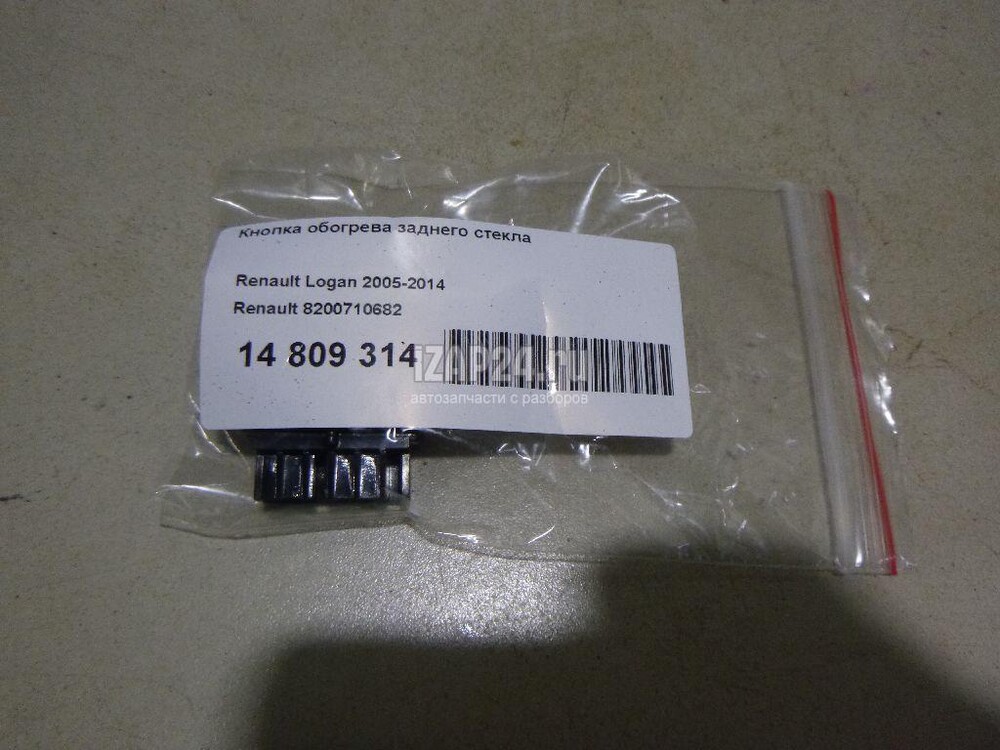 Кнопка обогрева заднего стекла
Renault Logan 2005-2014
Renault 8200710682
14 809 314
IZAP24.ru
автозапчасти с разборов